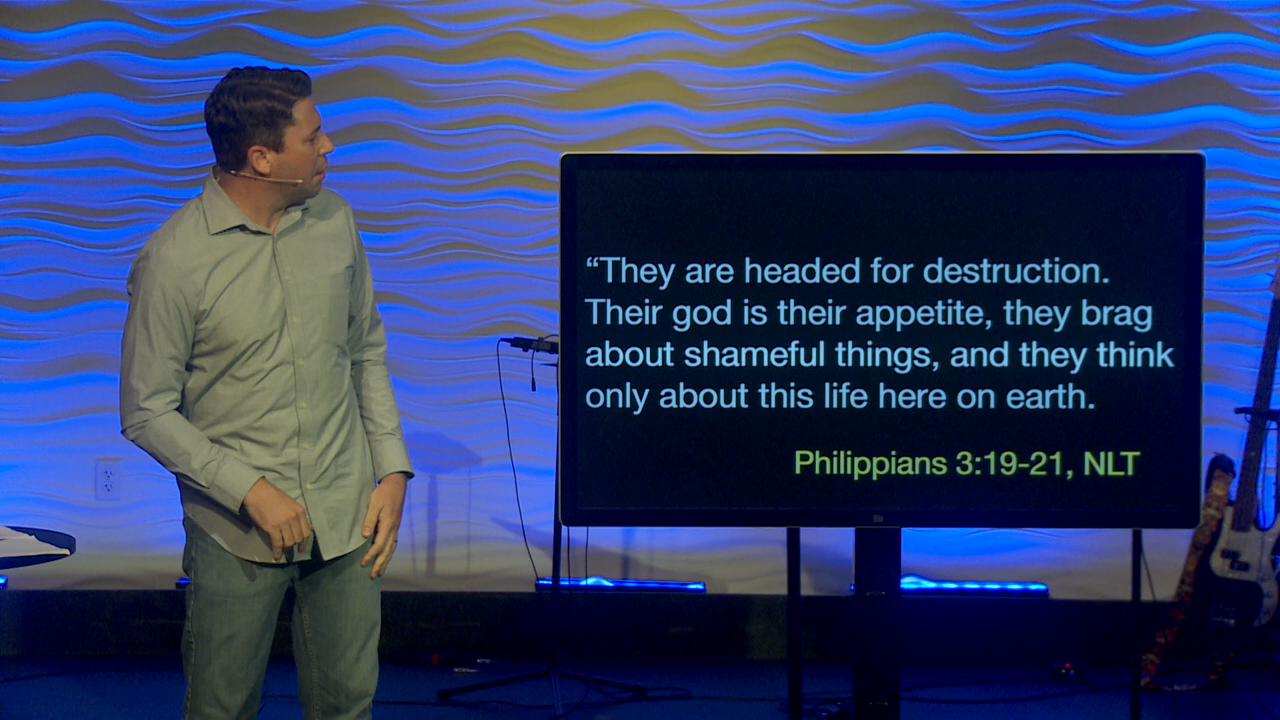 “They are headed for destruction.
Their god is their appetite, they brag
about shameful things, and they think
only about this life here on earth.
Philippians 3:19-21, NLT